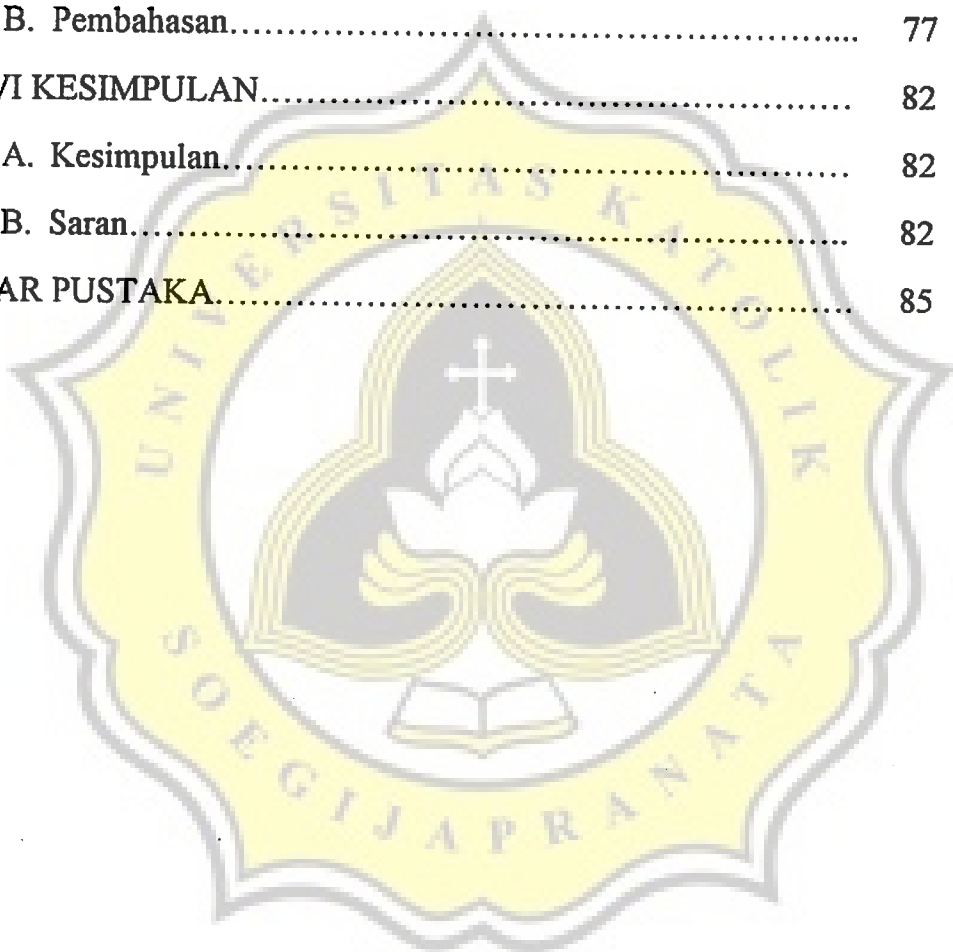 B. Pembahasan.................................................................... 77
VI KESIMPULAN................................................................ 82
A. Kesimpulan.................................................................... 82
B. Saran............................................................................. 82
AR PUSTAKA..................................................................... 85
UNIVERSITAS KATOLIK
SOEGIJAPRANATA